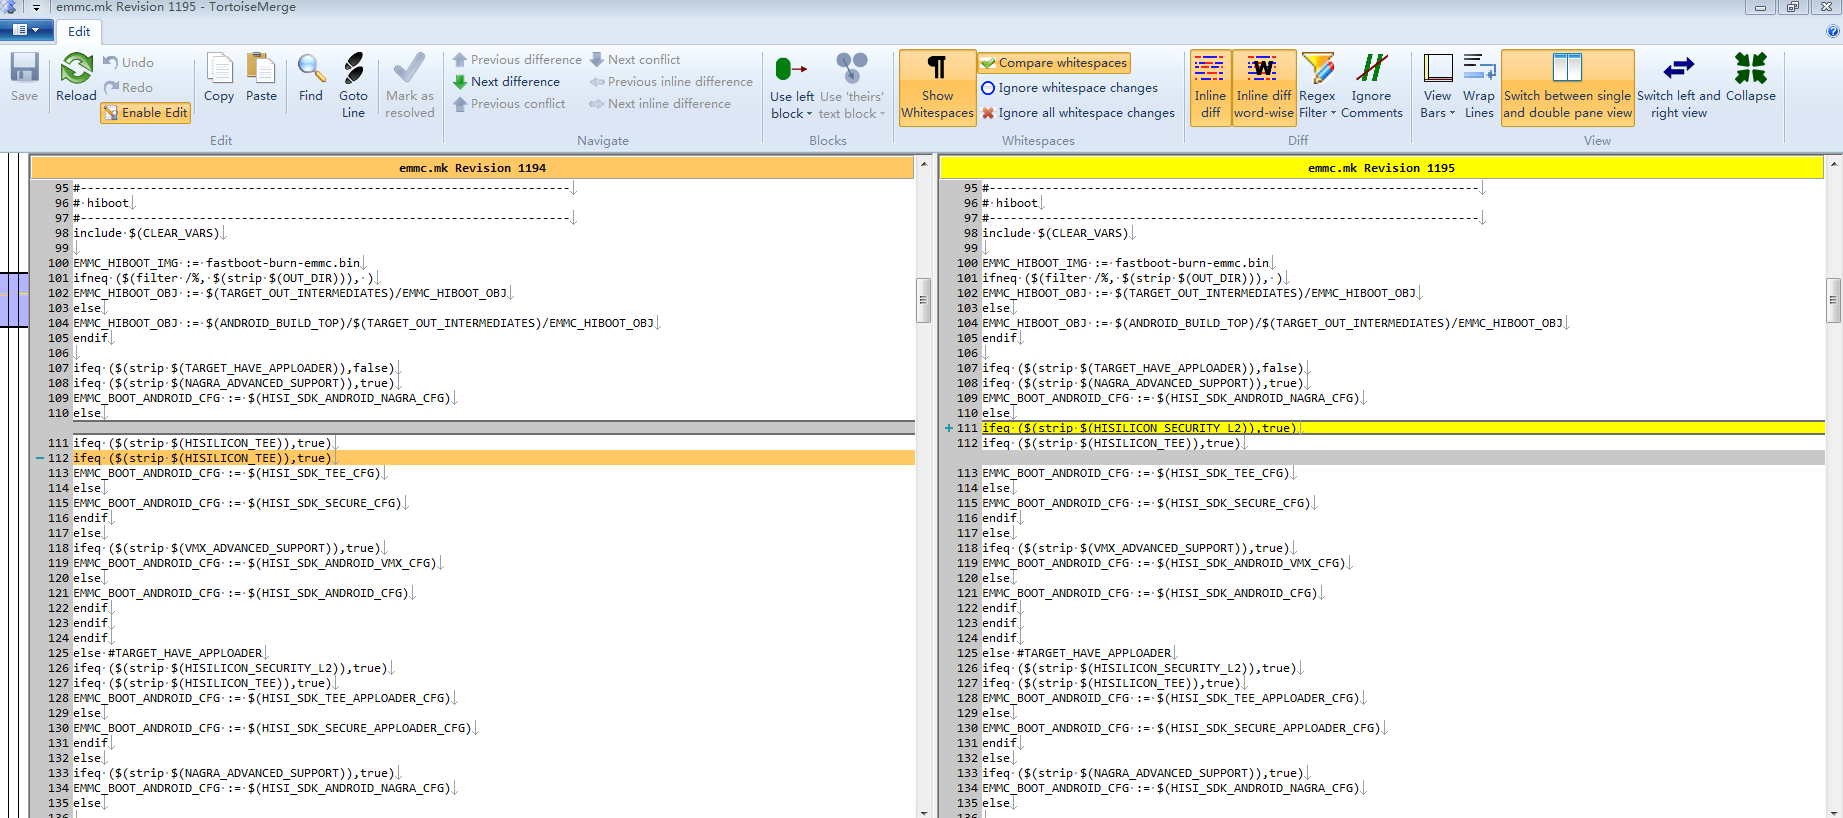 emmc.mk Revision 1195 - TortoiseMerge
Edit
Save
Reload
Undo
Redo
Enable Edit
Copy
Paste
Find
Goto Line
Mark as resolved
Edit
Previous difference
Next difference
Previous conflict
Next conflict
Previous inline difference
Next inline difference
Navigate
Use left block
Use 'theirs' text block
Blocks
Show Whitespaces
Compare whitespaces
Ignore whitespace changes
Ignore all whitespace changes
Whitespaces
Inline diff
Inline diff word-wise
Regex Filter
Ignore Comments
Diff
View Bars
Wrap Lines
Switch between single and double pane view
Switch left and right view
Collapse
View
emmc.mk Revision 1194
95 #----------------------------------------------------------------------
96 # hiboot
97 #----------------------------------------------------------------------
98 include $(CLEAR_VARS)
99
100 EMMC_HIBOOT_IMG := fastboot-burn-emmc.bin
101 ifneq ($(filter /%, $(strip $(OUT_DIR))), )
102 EMMC_HIBOOT_OBJ := $(TARGET_OUT_INTERMEDIATES)/EMMC_HIBOOT_OBJ
103 else
104 EMMC_HIBOOT_OBJ := $(ANDROID_BUILD_TOP)/$(TARGET_OUT_INTERMEDIATES)/EMMC_HIBOOT_OBJ
105 endif
106
107 ifeq ($(strip $(TARGET_HAVE_APPLOADER)),false)
108 ifeq ($(strip $(NAGRA_ADVANCED_SUPPORT)),true)
109 EMMC_BOOT_ANDROID_CFG := $(HISI_SDK_ANDROID_NAGRA_CFG)
110 else
111 ifeq ($(strip $(HISILICON_TEE)),true)
112 ifeq ($(strip $(HISILICON_TEE)),true)
113 EMMC_BOOT_ANDROID_CFG := $(HISI_SDK_TEE_CFG)
114 else
115 EMMC_BOOT_ANDROID_CFG := $(HISI_SDK_SECURE_CFG)
116 endif
117 else
118 ifeq ($(strip $(VMX_ADVANCED_SUPPORT)),true)
119 EMMC_BOOT_ANDROID_CFG := $(HISI_SDK_ANDROID_VMX_CFG)
120 else
121 EMMC_BOOT_ANDROID_CFG := $(HISI_SDK_ANDROID_CFG)
122 endif
123 endif
124 endif
125 else #TARGET_HAVE_APPLOADER
126 ifeq ($(strip $(HISILICON_SECURITY_L2)),true)
127 ifeq ($(strip $(HISILICON_TEE)),true)
128 EMMC_BOOT_ANDROID_CFG := $(HISI_SDK_TEE_APPLOADER_CFG)
129 else
130 EMMC_BOOT_ANDROID_CFG := $(HISI_SDK_SECURE_APPLOADER_CFG)
131 endif
132 else
133 ifeq ($(strip $(NAGRA_ADVANCED_SUPPORT)),true)
134 EMMC_BOOT_ANDROID_CFG := $(HISI_SDK_ANDROID_NAGRA_CFG)
135 else
136
emmc.mk Revision 1195
95 #----------------------------------------------------------------------
96 # hiboot
97 #----------------------------------------------------------------------
98 include $(CLEAR_VARS)
99
100 EMMC_HIBOOT_IMG := fastboot-burn-emmc.bin
101 ifneq ($(filter /%, $(strip $(OUT_DIR))), )
102 EMMC_HIBOOT_OBJ := $(TARGET_OUT_INTERMEDIATES)/EMMC_HIBOOT_OBJ
103 else
104 EMMC_HIBOOT_OBJ := $(ANDROID_BUILD_TOP)/$(TARGET_OUT_INTERMEDIATES)/EMMC_HIBOOT_OBJ
105 endif
106
107 ifeq ($(strip $(TARGET_HAVE_APPLOADER)),false)
108 ifeq ($(strip $(NAGRA_ADVANCED_SUPPORT)),true)
109 EMMC_BOOT_ANDROID_CFG := $(HISI_SDK_ANDROID_NAGRA_CFG)
110 else
111 ifeq ($(strip $(HISILICON_SECURITY_L2)),true)
112 ifeq ($(strip $(HISILICON_TEE)),true)
113 EMMC_BOOT_ANDROID_CFG := $(HISI_SDK_TEE_CFG)
114 else
115 EMMC_BOOT_ANDROID_CFG := $(HISI_SDK_SECURE_CFG)
116 endif
117 else
118 ifeq ($(strip $(VMX_ADVANCED_SUPPORT)),true)
119 EMMC_BOOT_ANDROID_CFG := $(HISI_SDK_ANDROID_VMX_CFG)
120 else
121 EMMC_BOOT_ANDROID_CFG := $(HISI_SDK_ANDROID_CFG)
122 endif
123 endif
124 endif
125 else #TARGET_HAVE_APPLOADER
126 ifeq ($(strip $(HISILICON_SECURITY_L2)),true)
127 ifeq ($(strip $(HISILICON_TEE)),true)
128 EMMC_BOOT_ANDROID_CFG := $(HISI_SDK_TEE_APPLOADER_CFG)
129 else
130 EMMC_BOOT_ANDROID_CFG := $(HISI_SDK_SECURE_APPLOADER_CFG)
131 endif
132 else
133 ifeq ($(strip $(NAGRA_ADVANCED_SUPPORT)),true)
134 EMMC_BOOT_ANDROID_CFG := $(HISI_SDK_ANDROID_NAGRA_CFG)
135 else
136